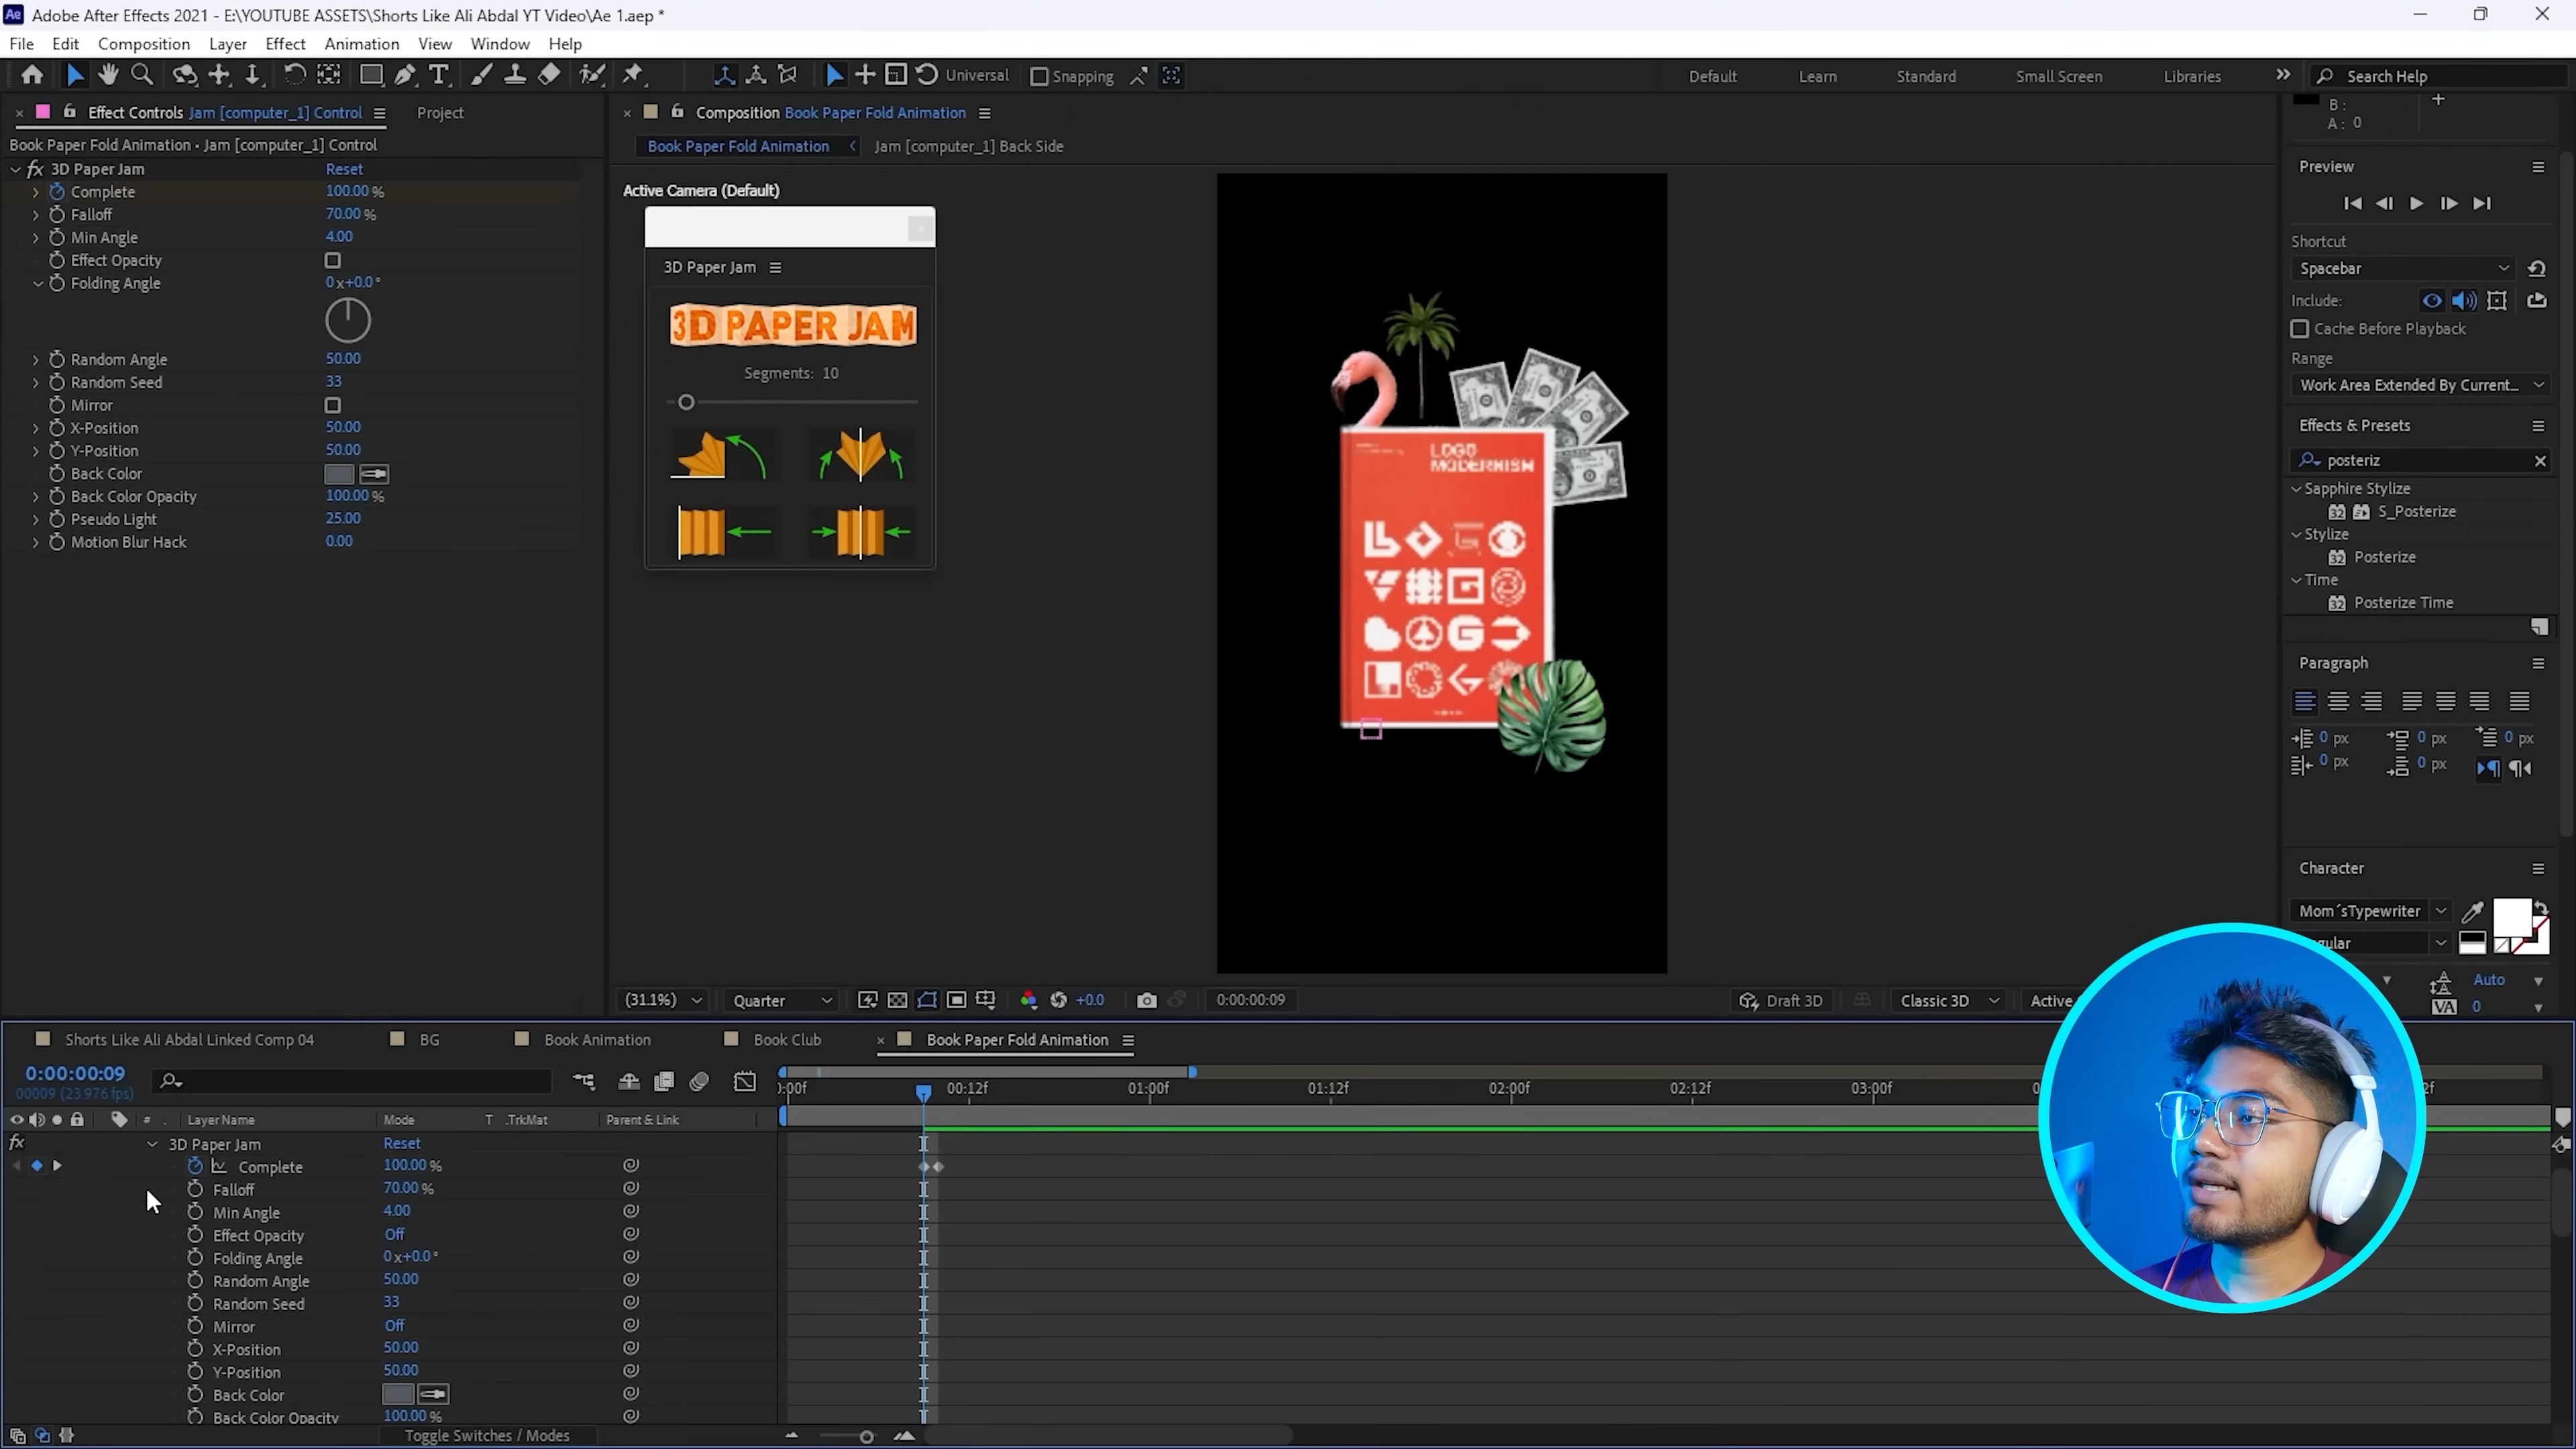 Adobe After Effects 2021 - E:\YOUTUBE ASSETS\Shorts Like Ali Abdal YT Video\Ae 1.aep *
File Edit Composition Layer Effect Animation View Window Help
Universal Snapping Default Learn Standard Small Screen Libraries Search Help
Effect Controls Jam [computer_1] Control Project
Book Paper Fold Animation • Jam [computer_1] Control
fx 3D Paper Jam Reset
Complete 100.00 %
Falloff 70.00 %
Min Angle 4.00
Effect Opacity
Folding Angle 0 x+0.0°
Random Angle 50.00
Random Seed 33
Mirror
X-Position 50.00
Y-Position 50.00
Back Color
Back Color Opacity 100.00 %
Pseudo Light 25.00
Motion Blur Hack 0.00
Composition Book Paper Fold Animation
Book Paper Fold Animation < Jam [computer_1] Back Side
Active Camera (Default)
3D Paper Jam
3D PAPER JAM
Segments: 10
LOGO
MODERNISM
(31.1%) Quarter +0.0 0:00:00:09 Draft 3D Classic 3D Active
B :
A : 0
Preview
Shortcut
Spacebar
Include:
Cache Before Playback
Range
Work Area Extended By Current...
Effects & Presets
posteriz
Sapphire Stylize
32 S_Posterize
Stylize
32 Posterize
Time
32 Posterize Time
Paragraph
0 px 0 px 0 px
0 px 0 px
Character
Mom´sTypewriter
gular
Auto
VA 0
Shorts Like Ali Abdal Linked Comp 04 BG Book Animation Book Club Book Paper Fold Animation
0:00:00:09
00009 (23.976 fps)
):00f 00:12f 01:00f 01:12f 02:00f 02:12f 03:00f 2f
# . Layer Name Mode T .TrkMat Parent & Link
fx 3D Paper Jam Reset
Complete 100.00 %
Falloff 70.00 %
Min Angle 4.00
Effect Opacity Off
Folding Angle 0 x+0.0°
Random Angle 50.00
Random Seed 33
Mirror Off
X-Position 50.00
Y-Position 50.00
Back Color
Back Color Opacity 100.00 %
Toggle Switches / Modes